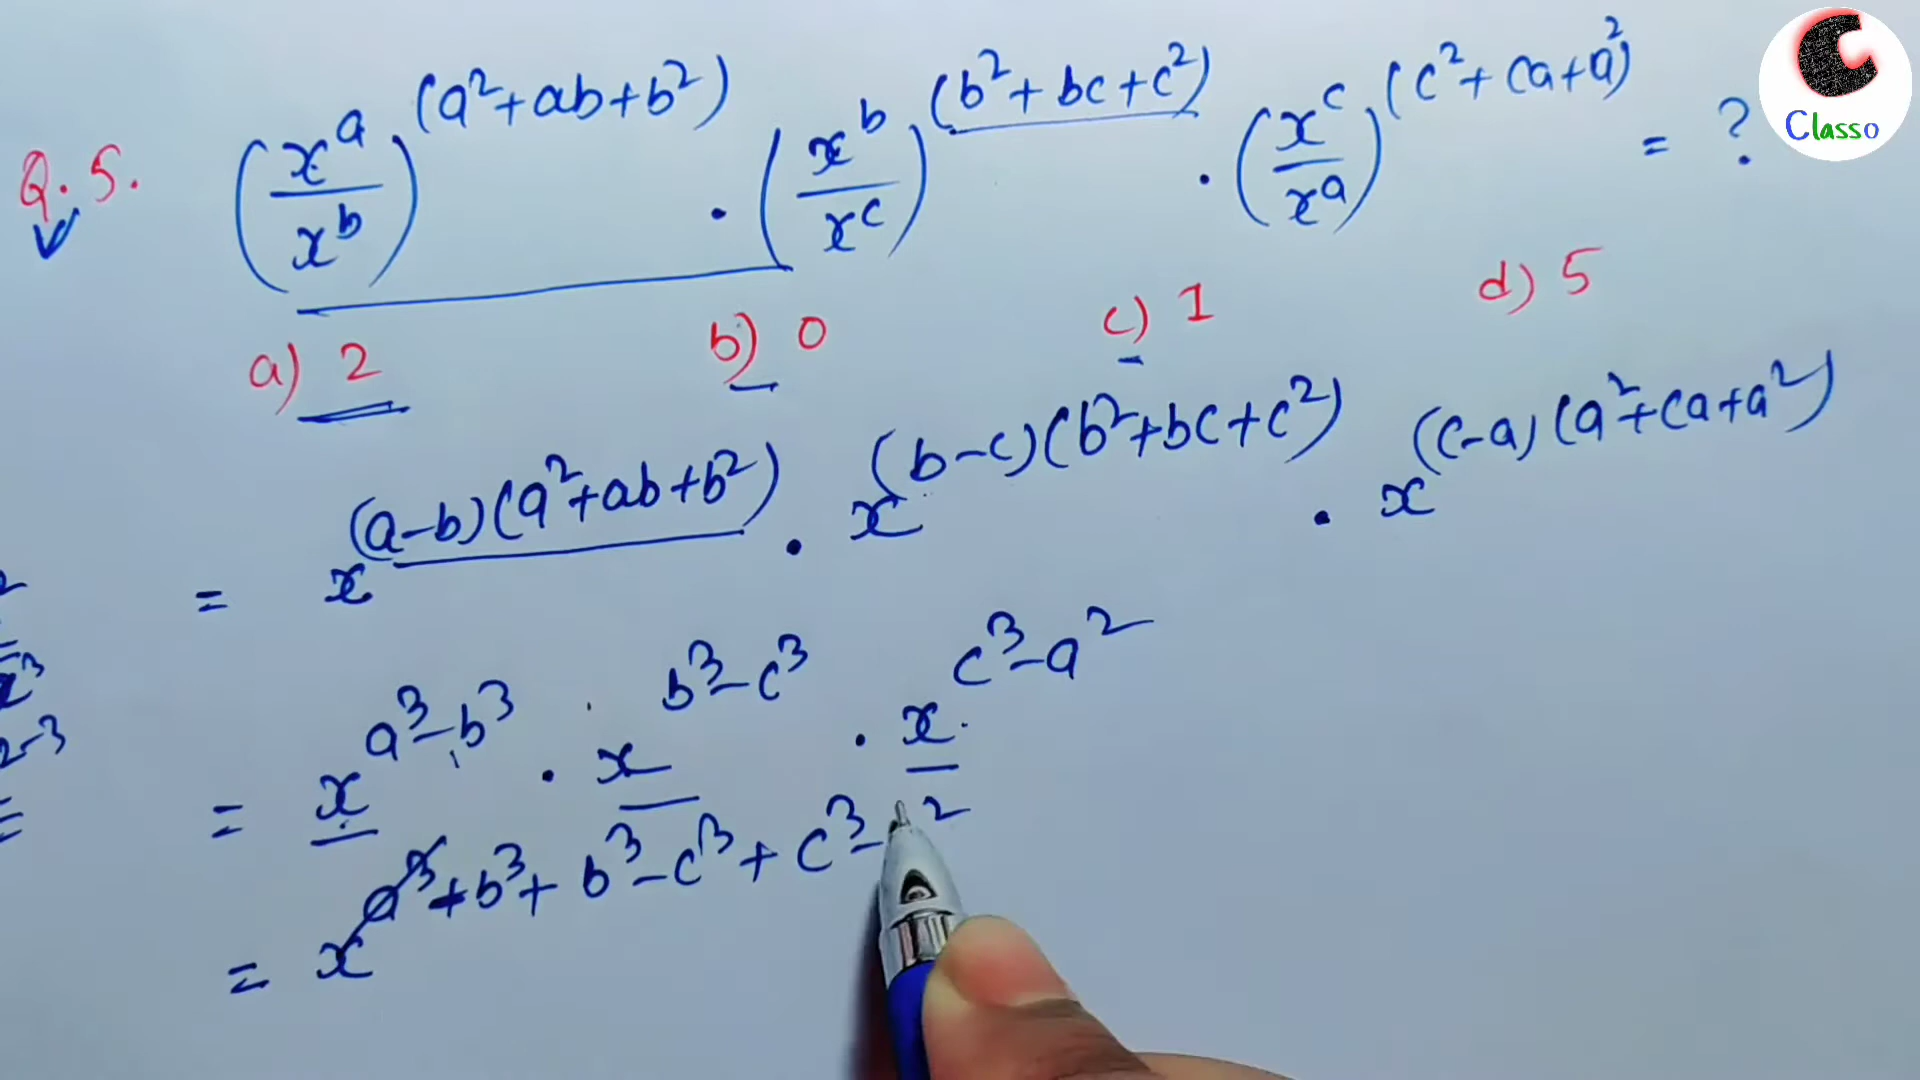 Q. 5. (x^a/x^b)^(a²+ab+b²) . (x^b/x^c)^(b²+bc+c²) . (x^c/x^a)^(c²+ca+a²) = ?
a) 2 b) 0 c) 1 d) 5
= x^(a-b)(a²+ab+b²) . x^(b-c)(b²+bc+c²) . x^(c-a)(a²+ca+a²)
= x^a³-b³ . x^b³-c³ . x^c³-a²
= x^a³+b³+b³-c³+c³- ²
C
Classo